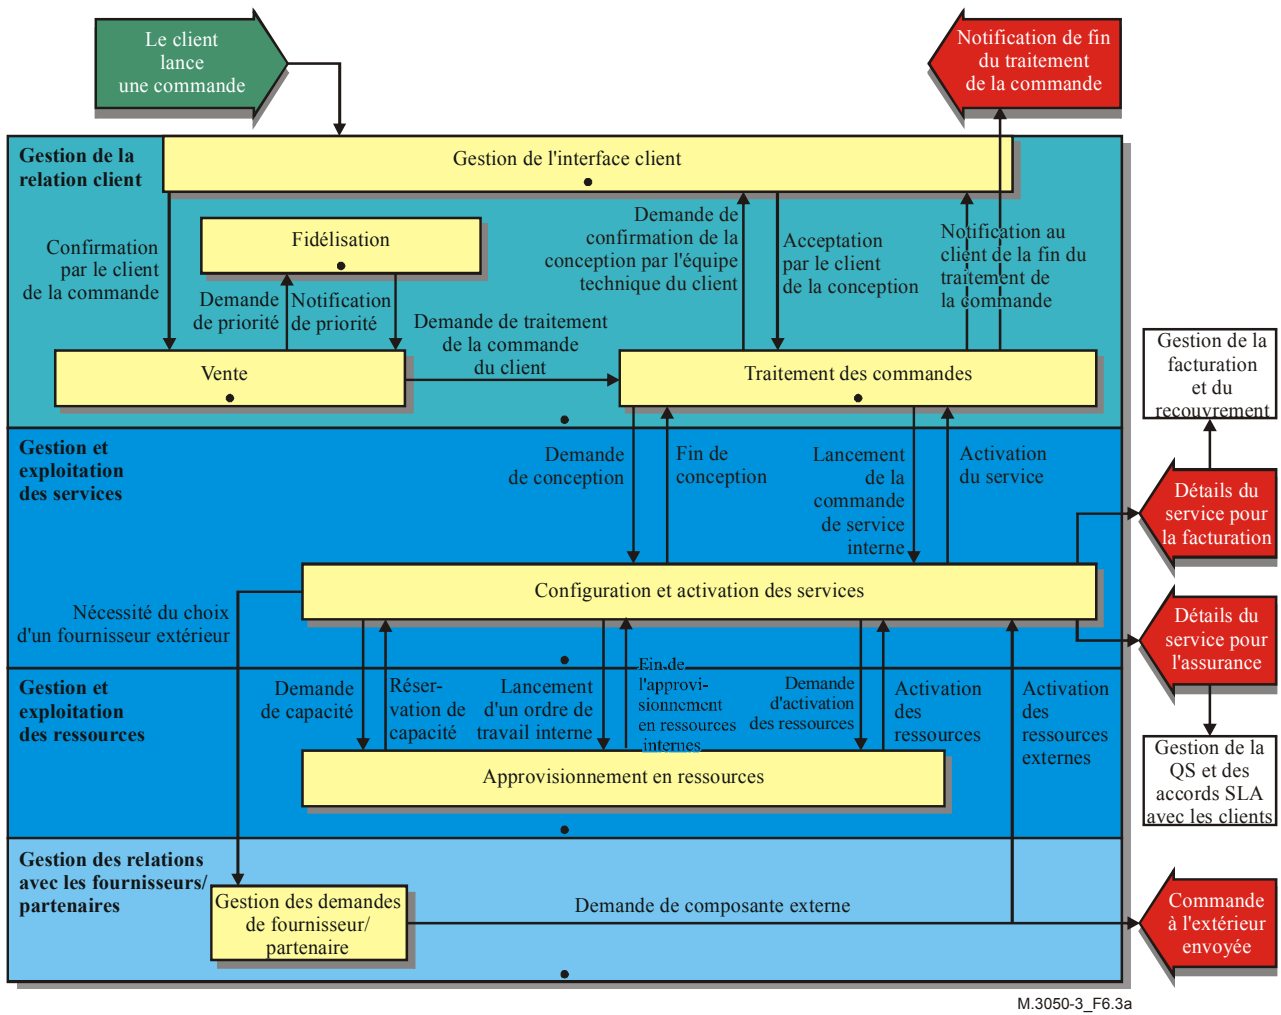 Le client
lance
une commande
Notification de fin
du traitement
de la commande
Gestion de la
relation client
Gestion de l'interface client
Fidélisation
Confirmation
par le client
de la commande
Demande
de priorité
Notification
de priorité
Demande de
confirmation de la
conception par l'équipe
technique du client
Acceptation
par le client
de la conception
Notification au
client de la fin du
traitement de
la commande
Demande de traitement
de la commande
du client
Vente
Traitement des commandes
Gestion de la
facturation
et du
recouvrement
Gestion et
exploitation
des services
Demande
de conception
Fin de
conception
Lancement
de la
commande
de service
interne
Activation
du service
Détails du
service pour
la facturation
Configuration et activation des services
Nécessité du choix
d'un fournisseur extérieur
Détails du
service pour
l'assurance
Gestion et
exploitation
des ressources
Demande
de capacité
Réser-
vation de
capacité
Lancement
d'un ordre de
travail interne
Fin de
l'approvi-
sionnement
en ressources
internes
Demande
d'activation
des ressources
Activation
des
ressources
Activation
des
ressources
externes
Approvisionnement en ressources
Gestion de la
QS et des
accords SLA
avec les clients
Gestion des relations
avec les fournisseurs/
partenaires
Gestion des demandes
de fournisseur/
partenaire
Demande de composante externe
Commande
à l'extérieur
envoyée
M.3050-3_F6.3a